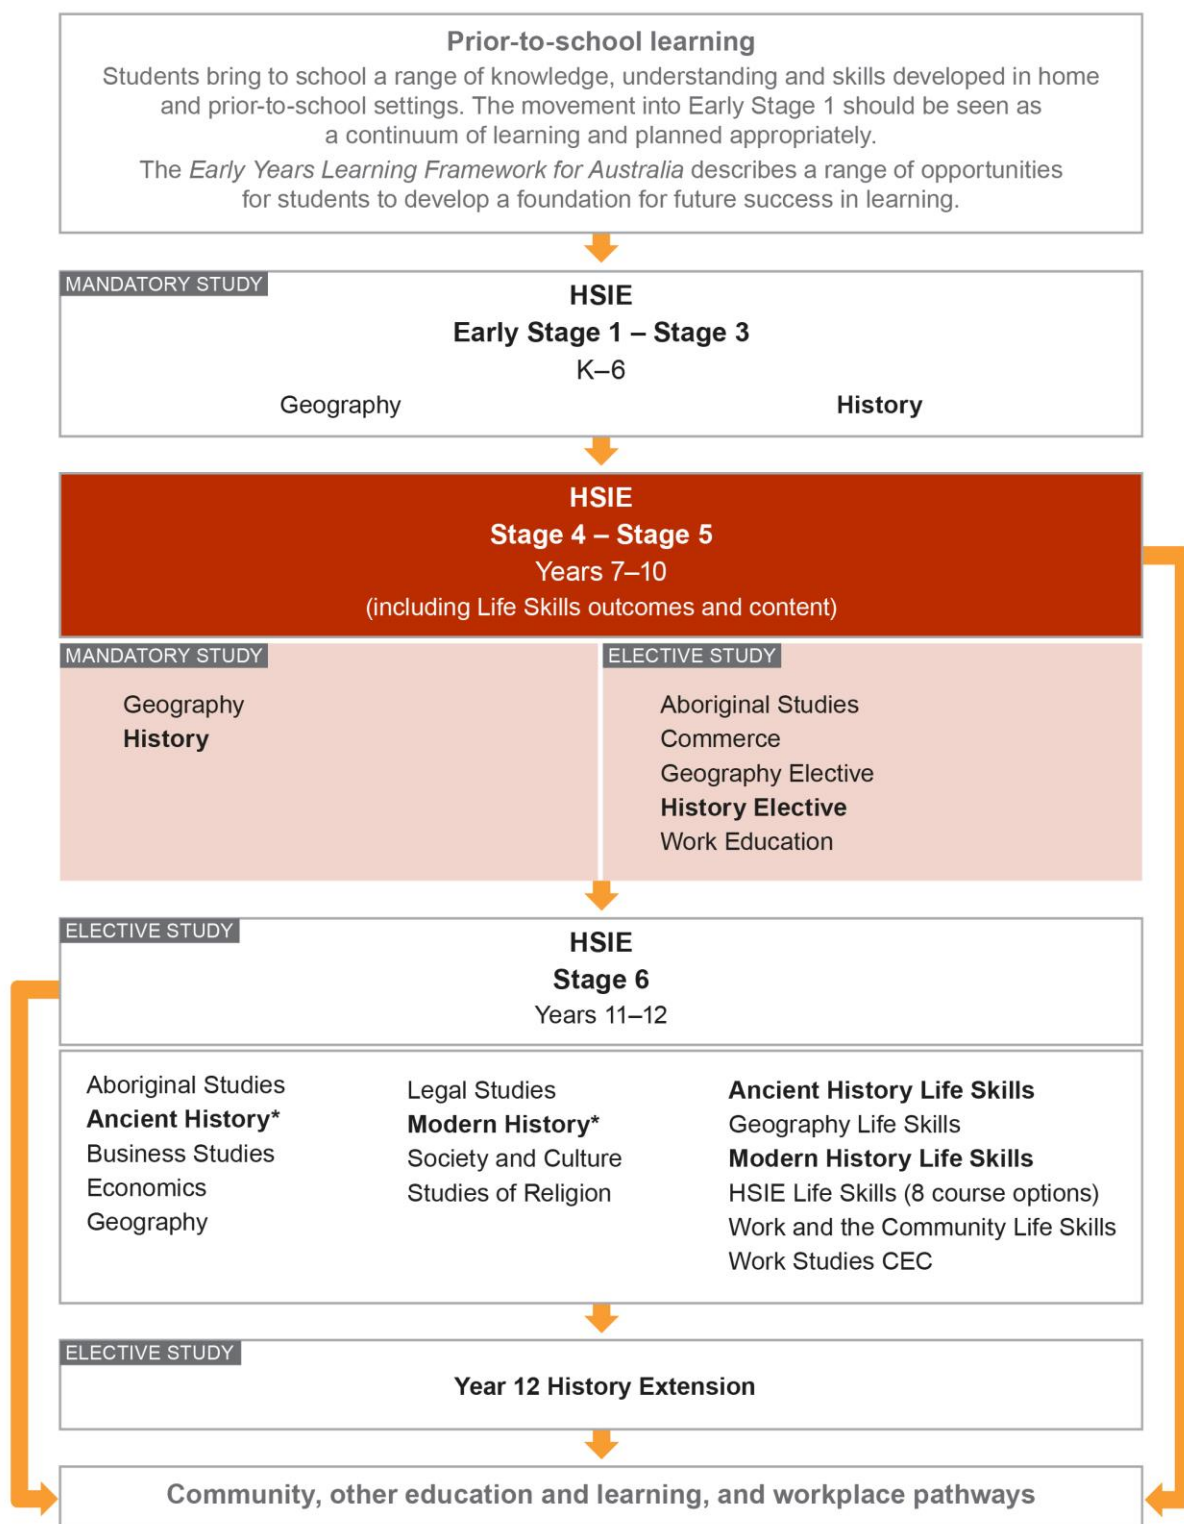 Prior-to-school learning
Students bring to school a range of knowledge, understanding and skills developed in home
and prior-to-school settings. The movement into Early Stage 1 should be seen as
a continuum of learning and planned appropriately.
The Early Years Learning Framework for Australia describes a range of opportunities
for students to develop a foundation for future success in learning.
MANDATORY STUDY
HSIE
Early Stage 1 – Stage 3
K–6
Geography
History
HSIE
Stage 4 – Stage 5
Years 7–10
(including Life Skills outcomes and content)
MANDATORY STUDY
Geography
History
ELECTIVE STUDY
Aboriginal Studies
Commerce
Geography Elective
History Elective
Work Education
ELECTIVE STUDY
HSIE
Stage 6
Years 11–12
Aboriginal Studies
Ancient History*
Business Studies
Economics
Geography
Legal Studies
Modern History*
Society and Culture
Studies of Religion
Ancient History Life Skills
Geography Life Skills
Modern History Life Skills
HSIE Life Skills (8 course options)
Work and the Community Life Skills
Work Studies CEC
ELECTIVE STUDY
Year 12 History Extension
Community, other education and learning, and workplace pathways